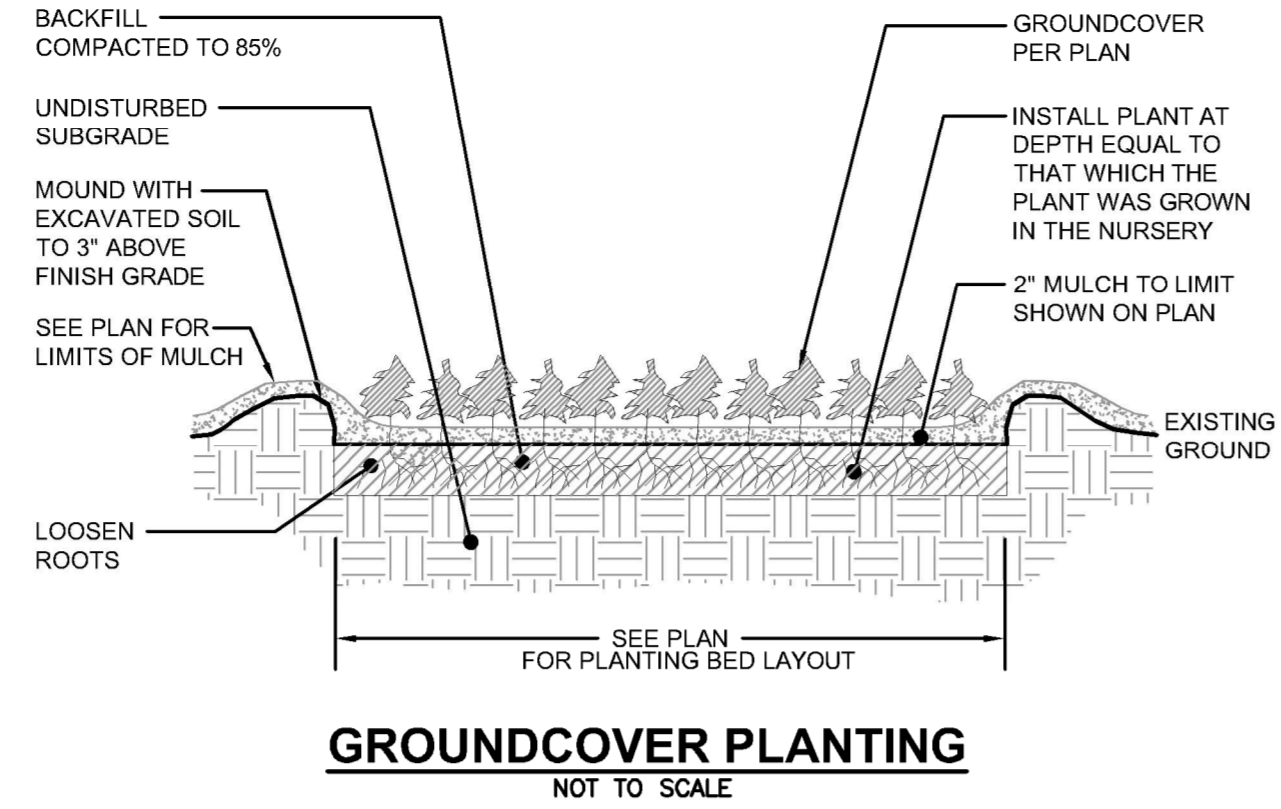 BACKFILL
COMPACTED TO 85%
UNDISTURBED
SUBGRADE
MOUND WITH
EXCAVATED SOIL
TO 3" ABOVE
FINISH GRADE
SEE PLAN FOR
LIMITS OF MULCH
LOOSEN
ROOTS
GROUNDCOVER
PER PLAN
INSTALL PLANT AT
DEPTH EQUAL TO
THAT WHICH THE
PLANT WAS GROWN
IN THE NURSERY
2" MULCH TO LIMIT
SHOWN ON PLAN
EXISTING
GROUND
SEE PLAN
FOR PLANTING BED LAYOUT
GROUNDCOVER PLANTING
NOT TO SCALE